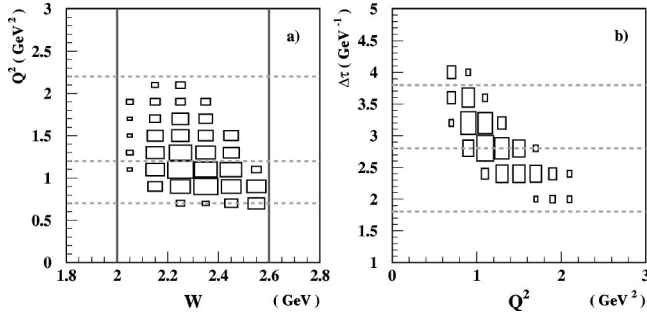 Q² ( GeV² )
3
2.5
2
1.5
1
0.5
0
a)
1.8 2 2.2 2.4 2.6 2.8
W ( GeV )
Δτ ( GeV⁻¹ )
5
4.5
4
3.5
3
2.5
2
1.5
1
b)
0 1 2 3
Q² ( GeV² )